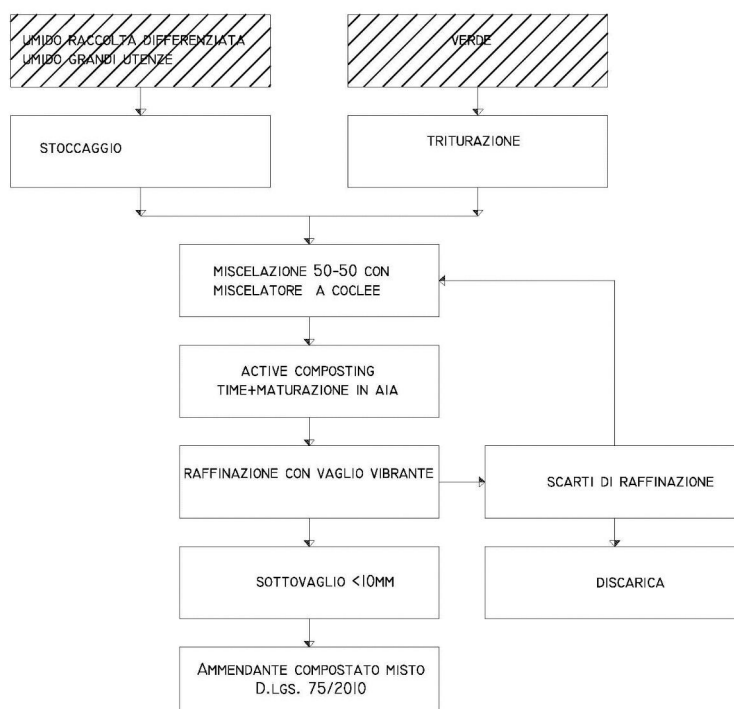 UMIDO RACCOLTA DIFFERENZIATA
UMIDO GRANDI UTENZE
VERDE
STOCCAGGIO
TRITURAZIONE
MISCELAZIONE 50-50 CON
MISCELATORE A COCLEE
ACTIVE COMPOSTING
TIME+MATURAZIONE IN AIA
RAFFINAZIONE CON VAGLIO VIBRANTE
SCARTI DI RAFFINAZIONE
SOTTOVAGLIO <10MM
DISCARICA
AMMENDANTE COMPOSTATO MISTO
D.LGS. 75/2010